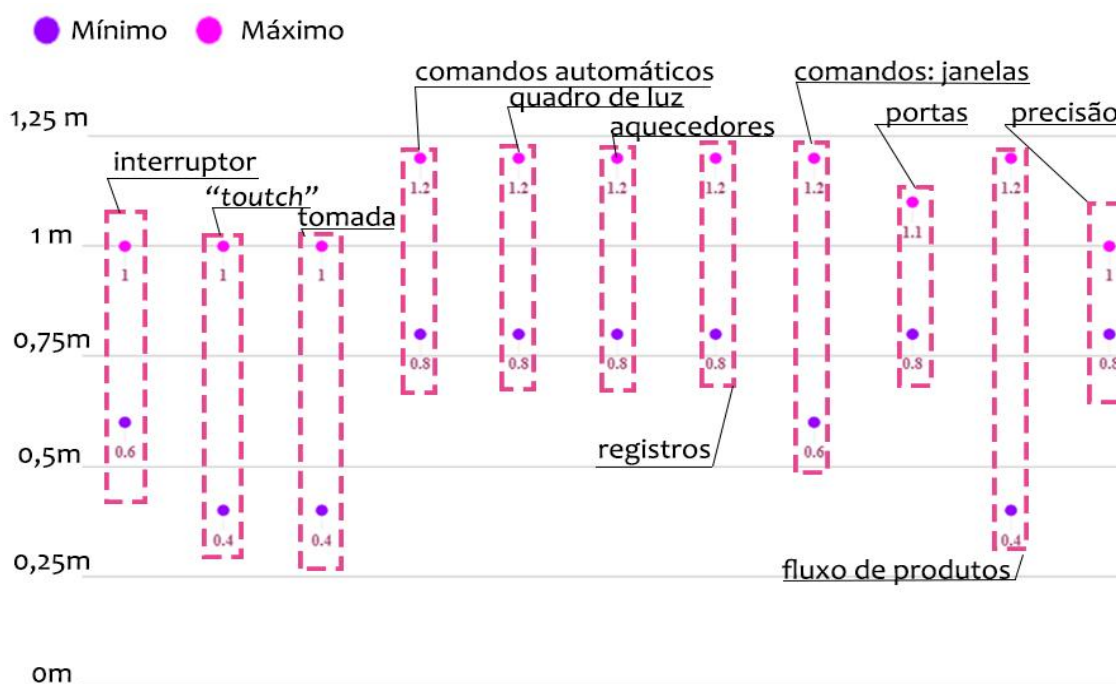 Mínimo Máximo
comandos automáticos
comandos: janelas
quadro de luz
portas
precisão
1,25 m
aquecedores
interruptor
1.2 1.2 1.2 1.2 1.2 1.2
“toutch”
tomada
1.1
1 m
1 1 1 1
0,75m
0.8 0.8 0.8 0.8 0.8 0.8
registros
0,5m
0.6 0.6
0.4 0.4 0.4
0,25m
fluxo de produtos
0m